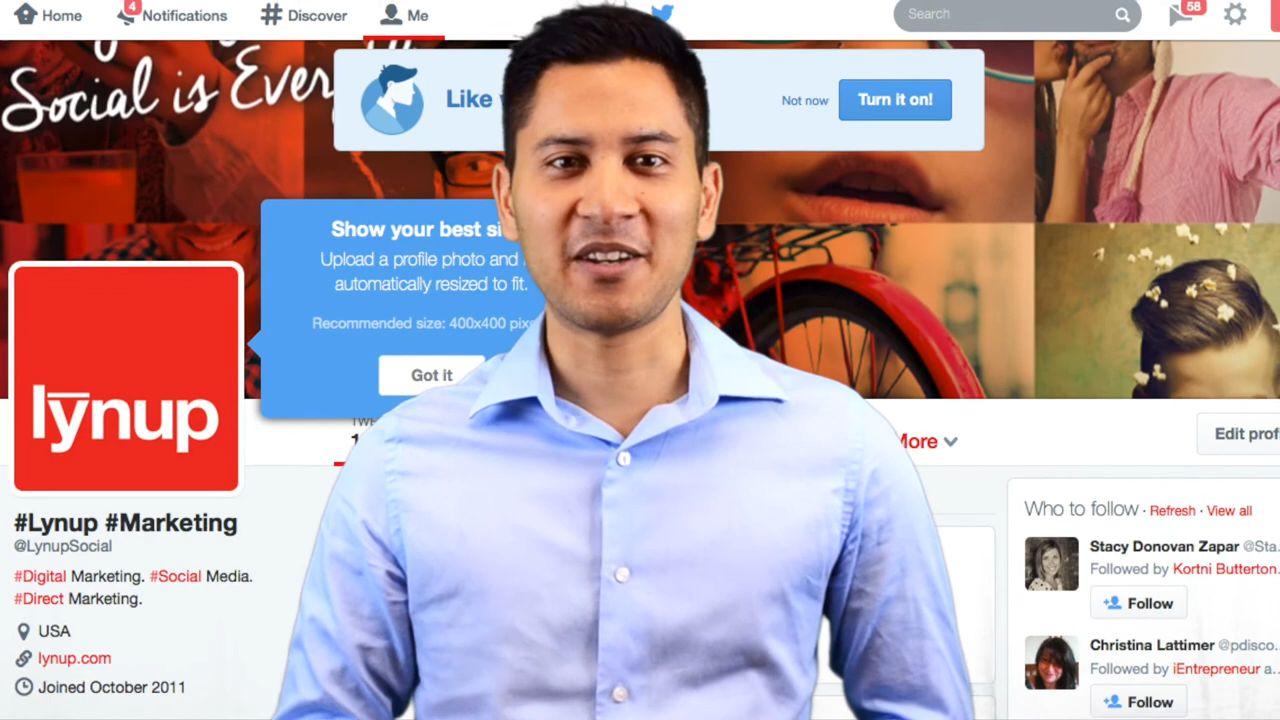 Home
4
Notifications
Discover
Me
Search
58
Social is Ever
Like
Not now
Turn it on!
Show your best si
Upload a profile photo and
automatically resized to fit.
Recommended size: 400x400 pix
Got it
lynup
More
Edit prof
#Lynup #Marketing
@LynupSocial
#Digital Marketing. #Social Media.
#Direct Marketing.
USA
lynup.com
Joined October 2011
Who to follow · Refresh · View all
Stacy Donovan Zapar @Sta...
Followed by Kortni Butterton...
Follow
Christina Lattimer @pdisco...
Followed by iEntrepreneur a...
Follow